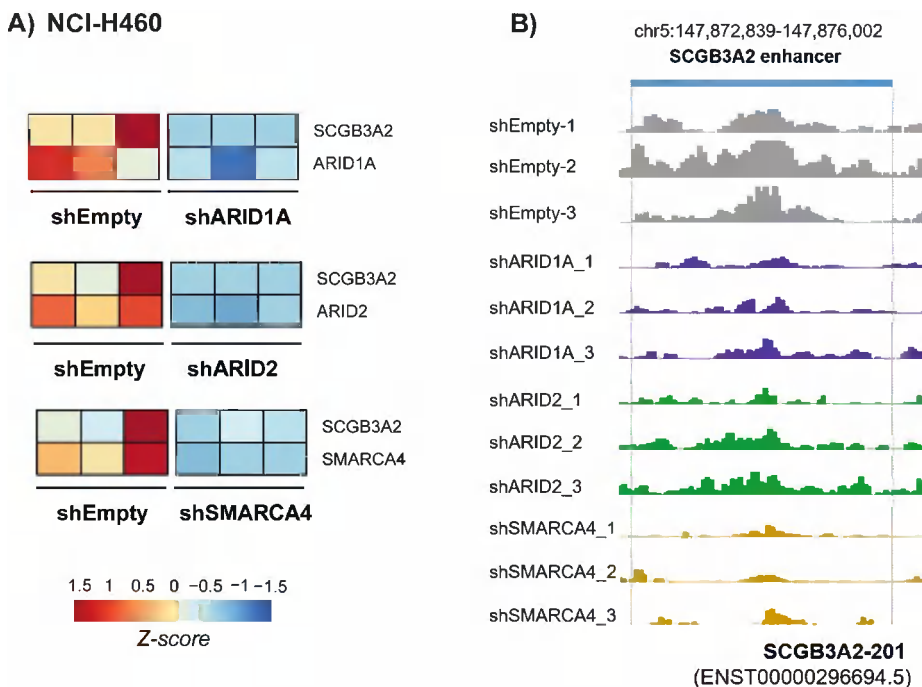 A) NCI-H460
SCGB3A2
ARID1A
shEmpty shARID1A
SCGB3A2
ARID2
shEmpty shARID2
SCGB3A2
SMARCA4
shEmpty shSMARCA4
1.5 1 0.5 0 −0.5 −1 −1.5
Z-score
B)
chr5:147,872,839-147,876,002
SCGB3A2 enhancer
shEmpty-1
shEmpty-2
shEmpty-3
shARID1A_1
shARID1A_2
shARID1A_3
shARID2_1
shARID2_2
shARID2_3
shSMARCA4_1
shSMARCA4_2
shSMARCA4_3
SCGB3A2-201
(ENST00000296694.5)